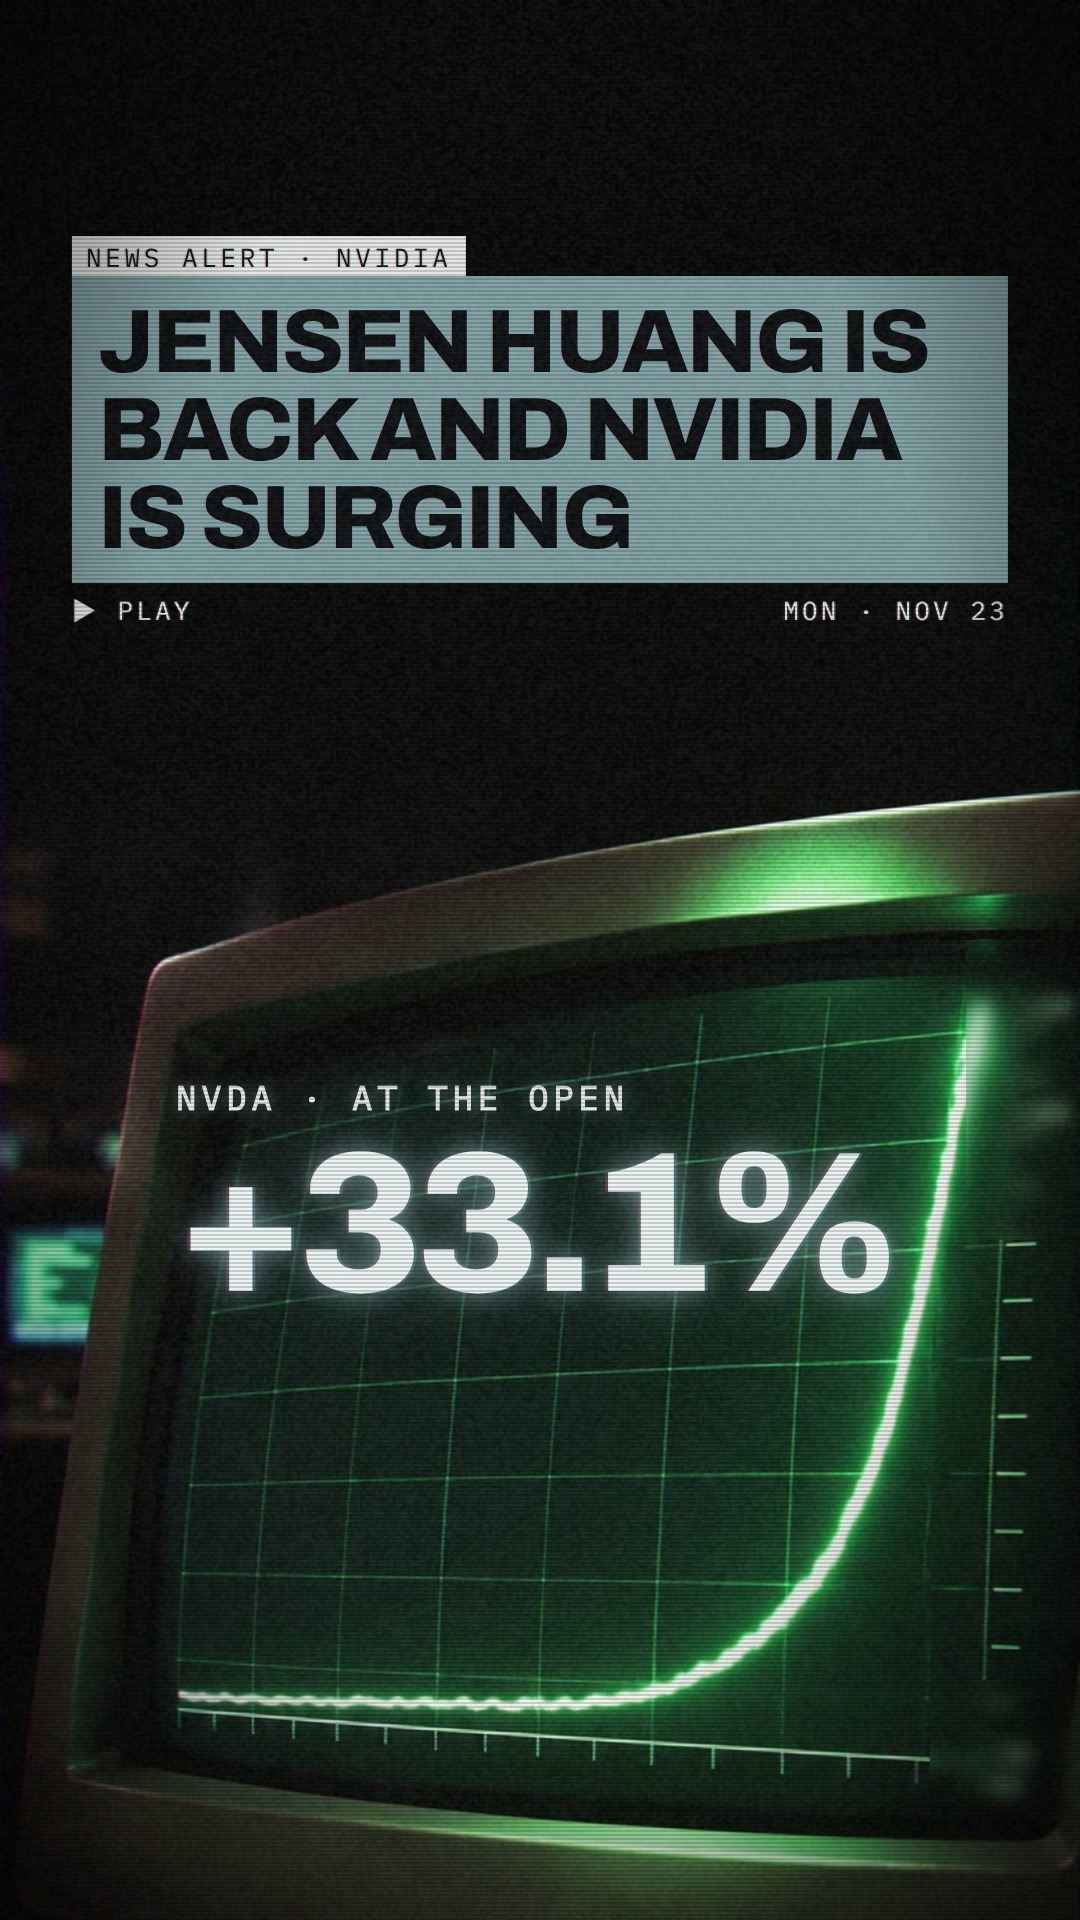 NEWS ALERT · NVIDIA
JENSEN HUANG IS
BACK AND NVIDIA
IS SURGING
▶ PLAY
MON · NOV 23
NVDA · AT THE OPEN
+33.1%
E